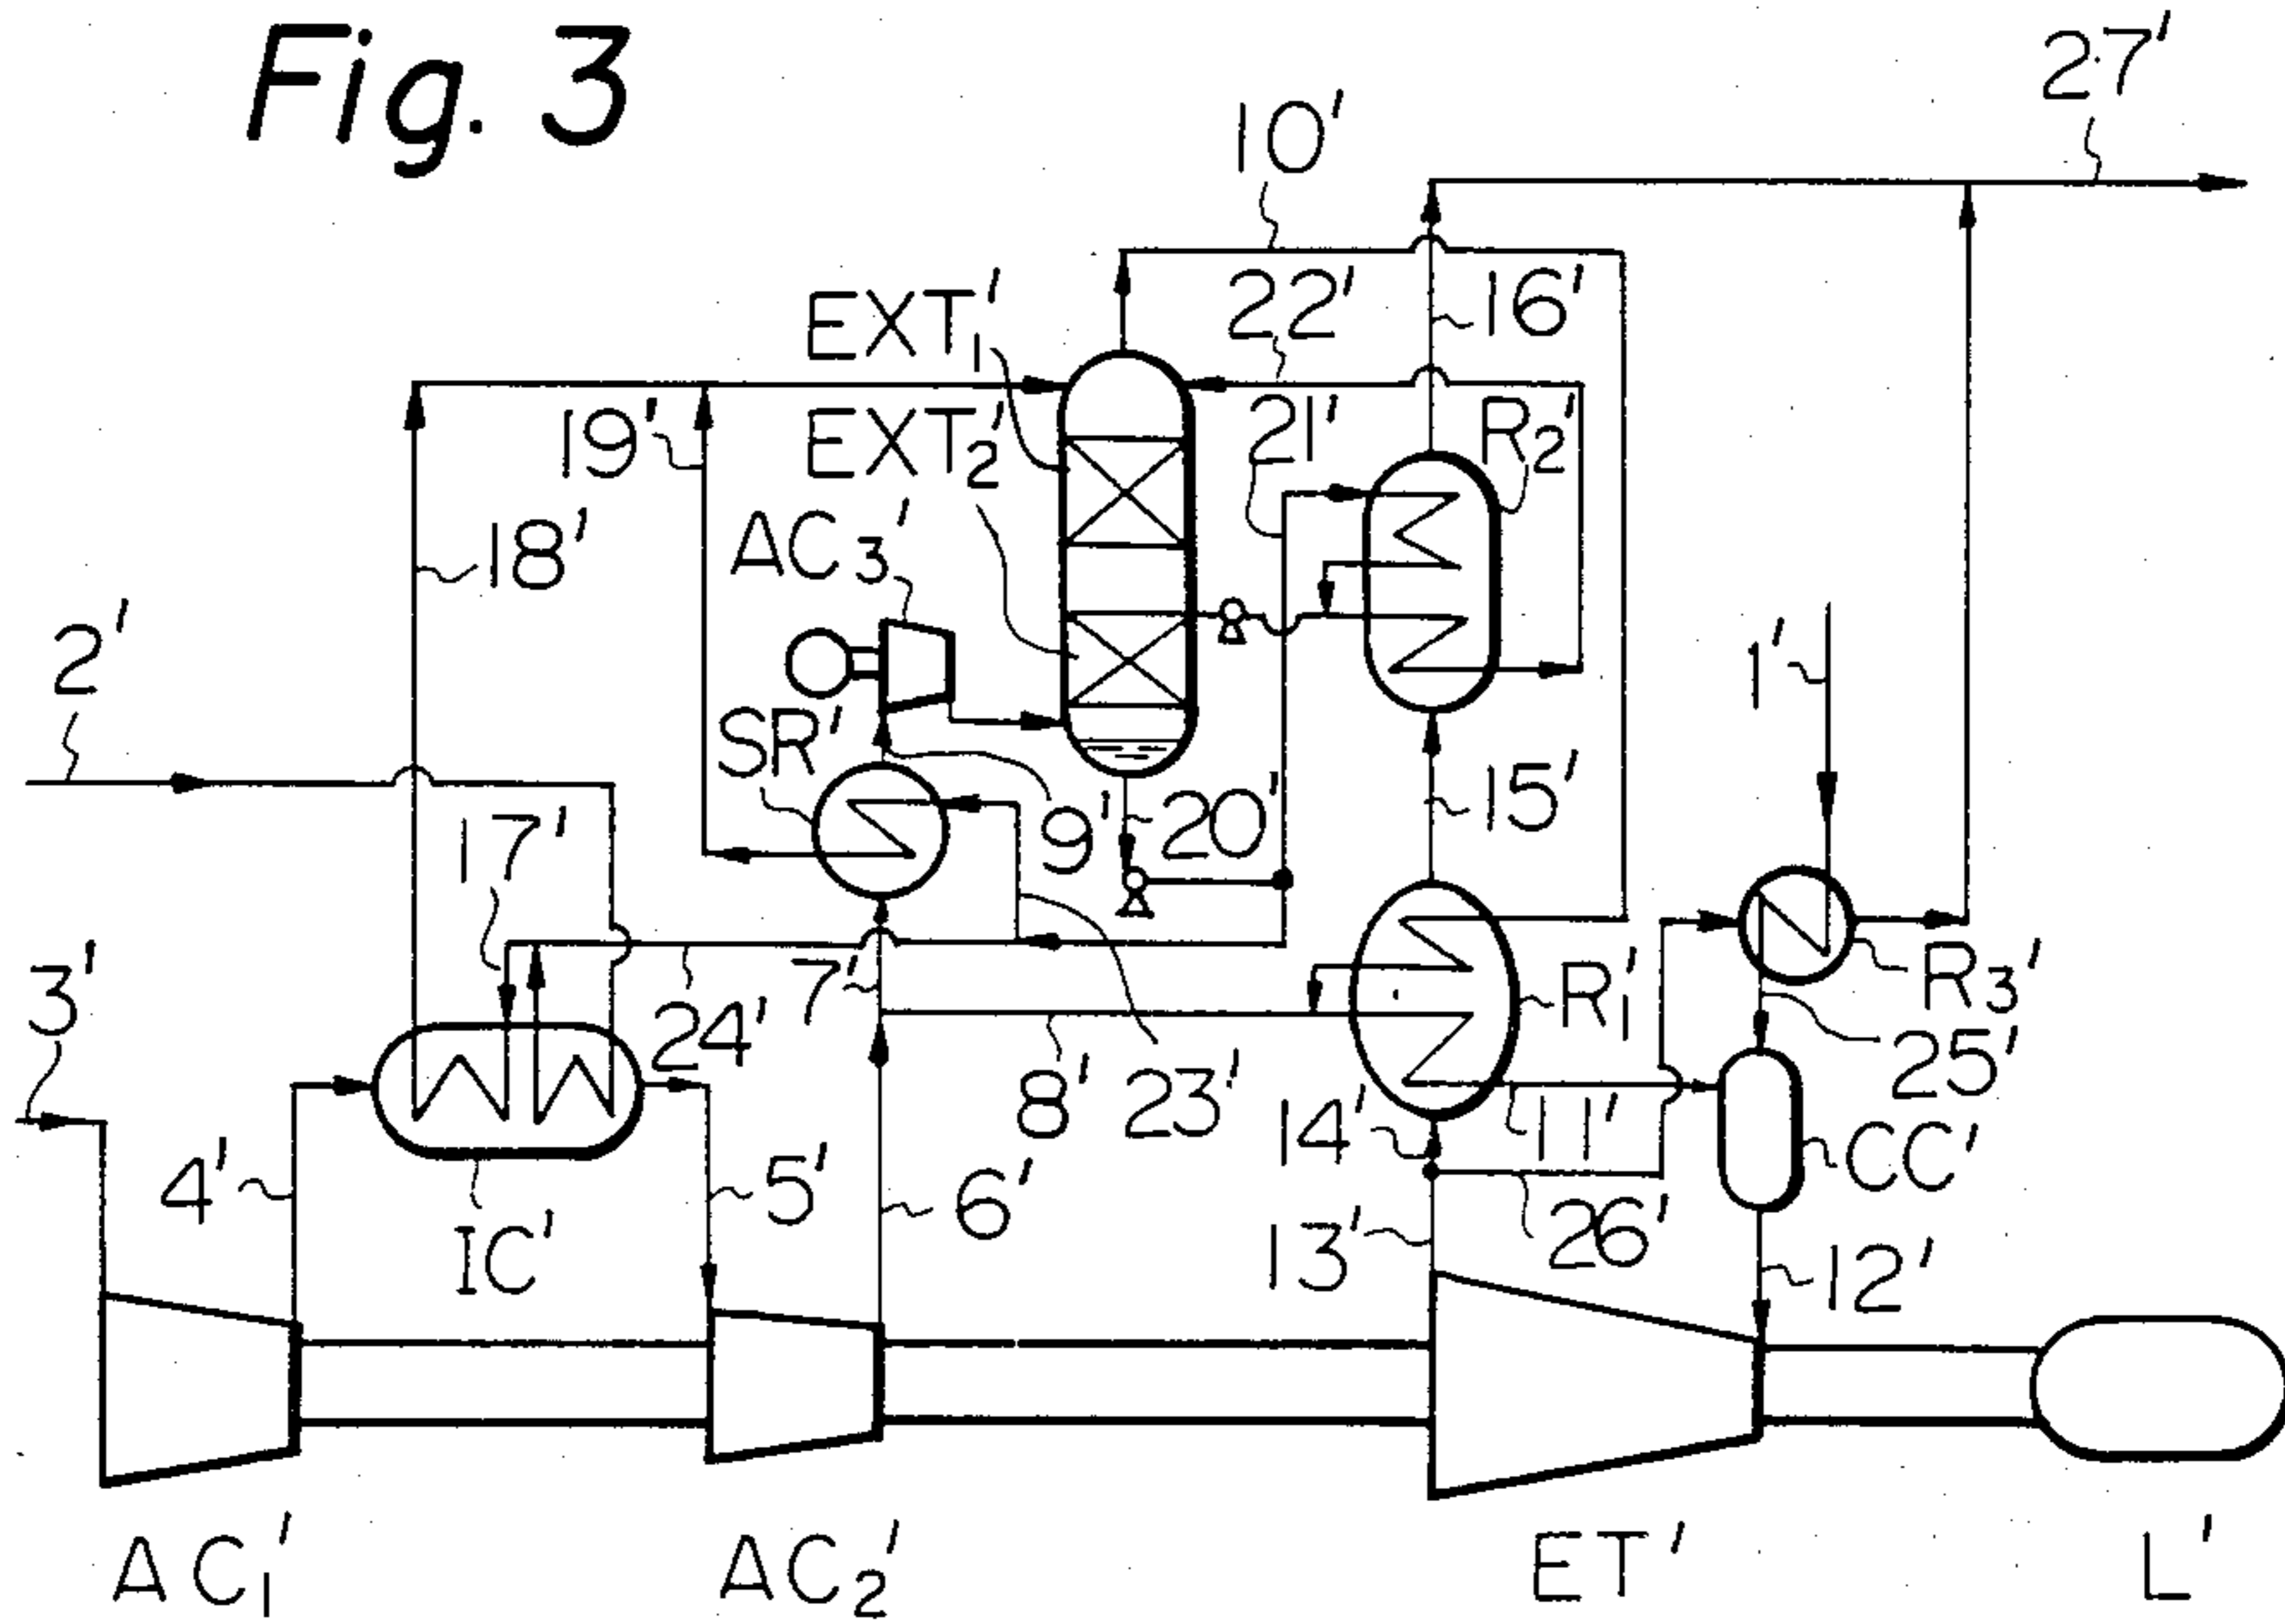 Fig. 3
27'
10'
22'
16'
EXT1'
19'
EXT2'
21'
R2'
18'
AC3'
2'
1'
SR'
17'
9'
20'
15'
3'
7'
R1'
R3'
24'
25'
8'
23'
14'
11'
CC'
4'
5'
6'
26'
IC'
13'
12'
AC1'
AC2'
ET'
L'